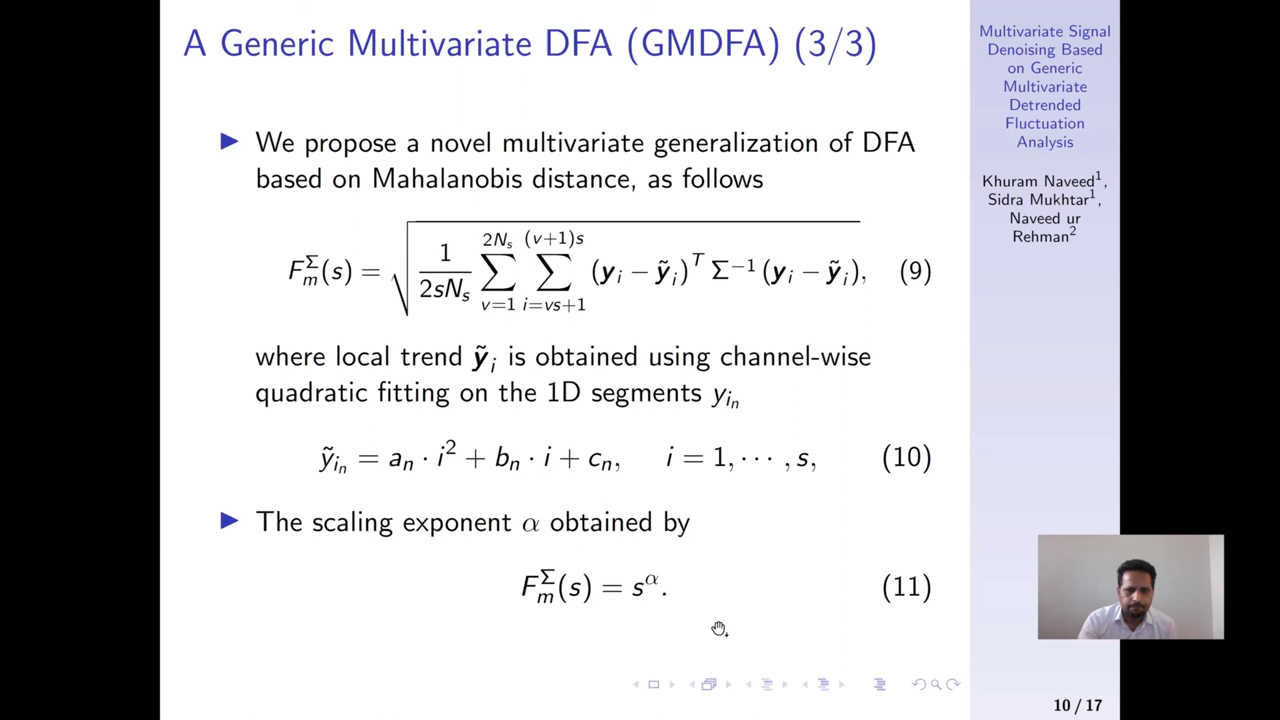 A Generic Multivariate DFA (GMDFA) (3/3)
▶ We propose a novel multivariate generalization of DFA
based on Mahalanobis distance, as follows
F_m^Σ(s) = √( 1/(2sN_s) ∑_{v=1}^{2N_s} ∑_{i=vs+1}^{(v+1)s} (y_i − ỹ_i)^T Σ^{−1} (y_i − ỹ_i) ), (9)
where local trend ỹ_i is obtained using channel-wise
quadratic fitting on the 1D segments y_{i_n}
ỹ_{i_n} = a_n · i² + b_n · i + c_n, i = 1, ··· , s, (10)
▶ The scaling exponent α obtained by
F_m^Σ(s) = s^α. (11)
Multivariate Signal
Denoising Based
on Generic
Multivariate
Detrended
Fluctuation
Analysis
Khuram Naveed¹,
Sidra Mukhtar¹,
Naveed ur
Rehman²
10 / 17